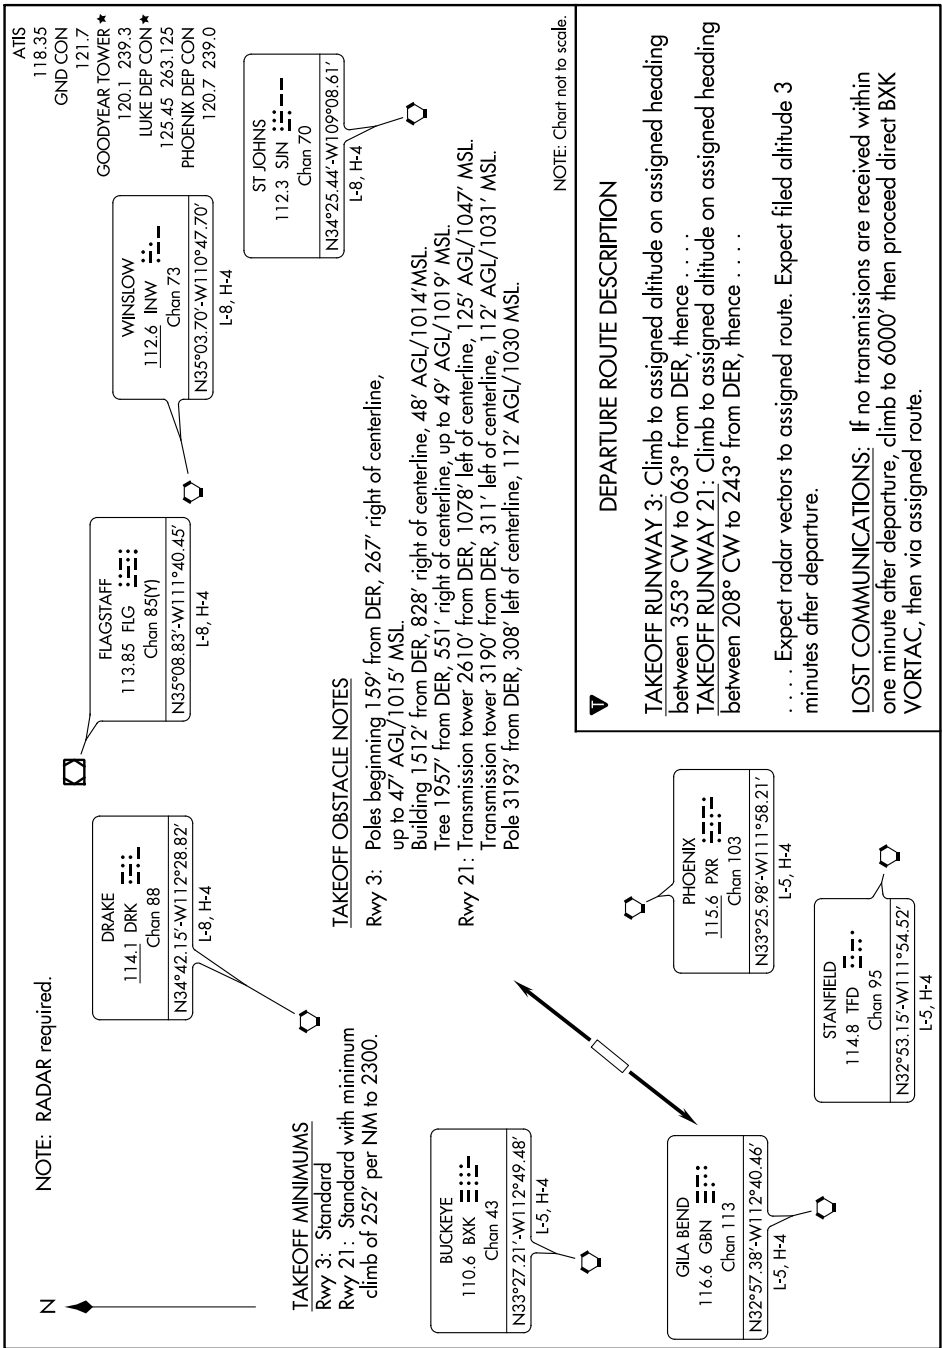 NOTE: RADAR required.
N
ATIS
118.35
GND CON
121.7
GOODYEAR TOWER ★
120.1 239.3
LUKE DEP CON ★
125.45 263.125
PHOENIX DEP CON
120.7 239.0
DRAKE
114.1 DRK
Chan 88
N34°42.15'-W112°28.82'
L-8, H-4
FLAGSTAFF
113.85 FLG
Chan 85(Y)
N35°08.83'-W111°40.45'
L-8, H-4
WINSLOW
112.6 INW
Chan 73
N35°03.70'-W110°47.70'
L-8, H-4
ST JOHNS
112.3 SJN
Chan 70
N34°25.44'-W109°08.61'
L-8, H-4
TAKEOFF MINIMUMS
Rwy 3: Standard
Rwy 21: Standard with minimum
climb of 252' per NM to 2300.
TAKEOFF OBSTACLE NOTES
Rwy 3: Poles beginning 159' from DER, 267' right of centerline,
up to 47' AGL/1015' MSL.
Building 1512' from DER, 828' right of centerline, 48' AGL/1014'MSL.
Tree 1957' from DER, 551' right of centerline, up to 49' AGL/1019' MSL.
Rwy 21: Transmission tower 2610' from DER, 1078' left of centerline, 125' AGL/1047' MSL.
Transmission tower 3190' from DER, 311' left of centerline, 112' AGL/1031' MSL.
Pole 3193' from DER, 308' left of centerline, 112' AGL/1030 MSL.
BUCKEYE
110.6 BXK
Chan 43
N33°27.21'-W112°49.48'
L-5, H-4
GILA BEND
116.6 GBN
Chan 113
N32°57.38'-W112°40.46'
L-5, H-4
PHOENIX
115.6 PXR
Chan 103
N33°25.98'-W111°58.21'
L-5, H-4
STANFIELD
114.8 TFD
Chan 95
N32°53.15'-W111°54.52'
L-5, H-4
NOTE: Chart not to scale.
T
DEPARTURE ROUTE DESCRIPTION
TAKEOFF RUNWAY 3: Climb to assigned altitude on assigned heading
between 353° CW to 063° from DER, thence . . . .
TAKEOFF RUNWAY 21: Climb to assigned altitude on assigned heading
between 208° CW to 243° from DER, thence . . . .
. . . . Expect radar vectors to assigned route. Expect filed altitude 3
minutes after departure.
LOST COMMUNICATIONS: If no transmissions are received within
one minute after departure, climb to 6000' then proceed direct BXK
VORTAC, then via assigned route.